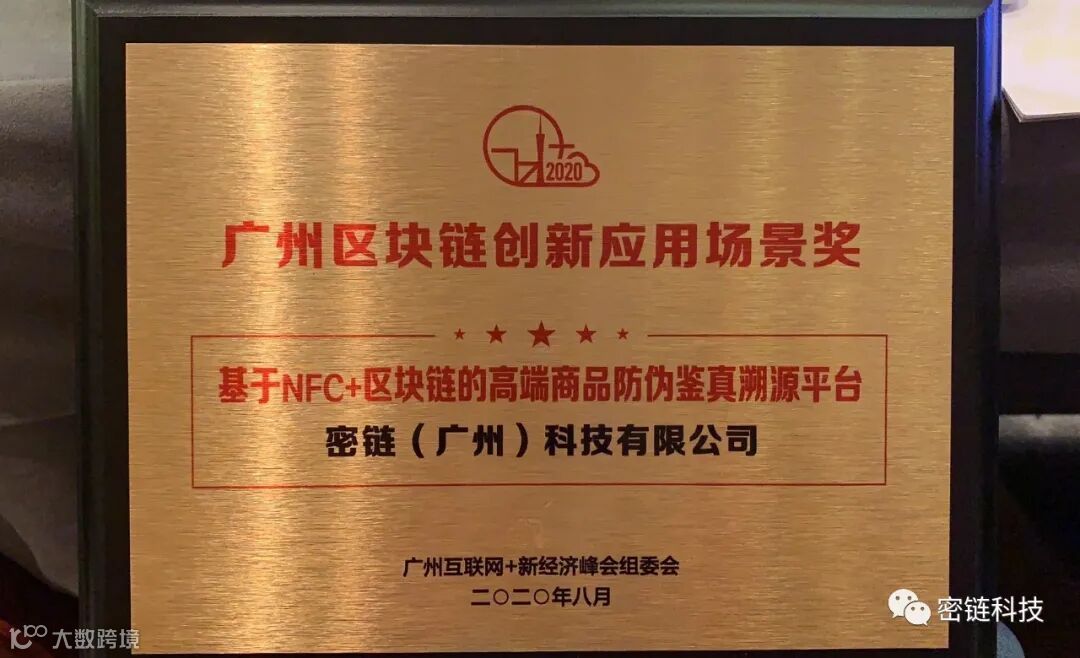 2020
广州区块链创新应用场景奖
基于NFC+区块链的高端商品防伪鉴真溯源平台
密链（广州）科技有限公司
广州互联网+新经济峰会组委会
二〇二〇年八月
密链科技
大数跨境